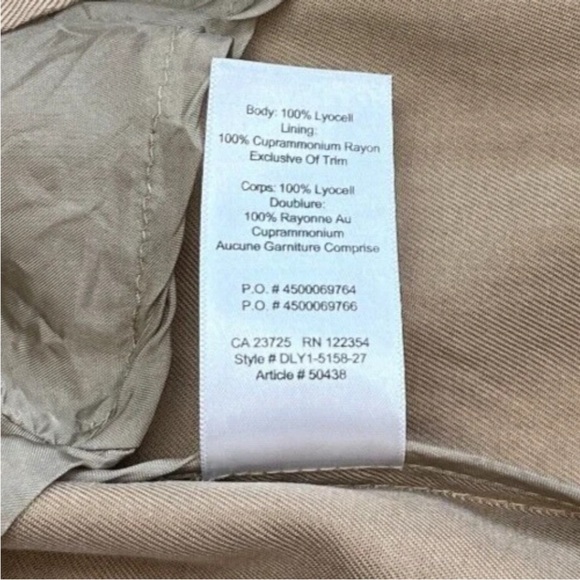 Body: 100% Lyocell
Lining:
100% Cuprammonium Rayon
Exclusive Of Trim
Corps: 100% Lyocell
Doublure:
100% Rayonne Au
Cuprammonium
Aucune Garniture Comprise
P.O. # 4500069764
P.O. # 4500069766
CA 23725 RN 122354
Style # DLY1-5158-27
Article # 50438